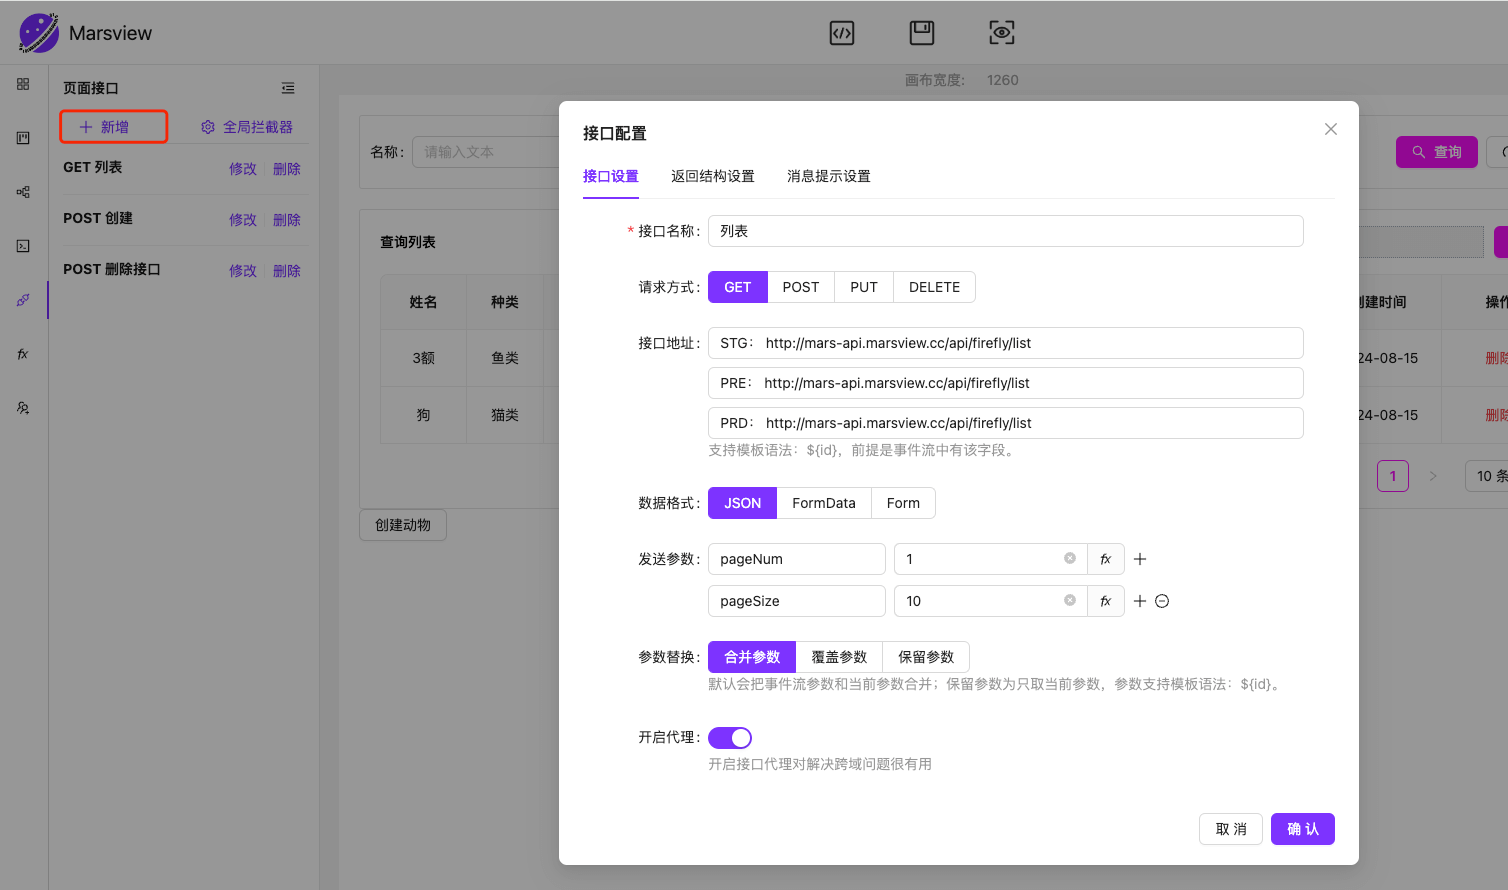 Marsview
画布宽度: 1260
页面接口
新增
全局拦截器
GET 列表 修改 删除
POST 创建 修改 删除
POST 删除接口 修改 删除
fx
名称: 请输入文本
查询
查询列表
姓名 种类
建时间 操作
3额 鱼类
24-08-15 删除
狗 猫类
24-08-15 删除
1 10 条
创建动物
接口配置
接口设置 返回结构设置 消息提示设置
* 接口名称: 列表
请求方式: GET POST PUT DELETE
接口地址: STG: http://mars-api.marsview.cc/api/firefly/list
PRE: http://mars-api.marsview.cc/api/firefly/list
PRD: http://mars-api.marsview.cc/api/firefly/list
支持模板语法: ${id}, 前提是事件流中有该字段。
数据格式: JSON FormData Form
发送参数: pageNum 1 fx
pageSize 10 fx
参数替换: 合并参数 覆盖参数 保留参数
默认会把事件流参数和当前参数合并; 保留参数为只取当前参数, 参数支持模板语法: ${id}。
开启代理:
开启接口代理对解决跨域问题很有用
取 消 确 认